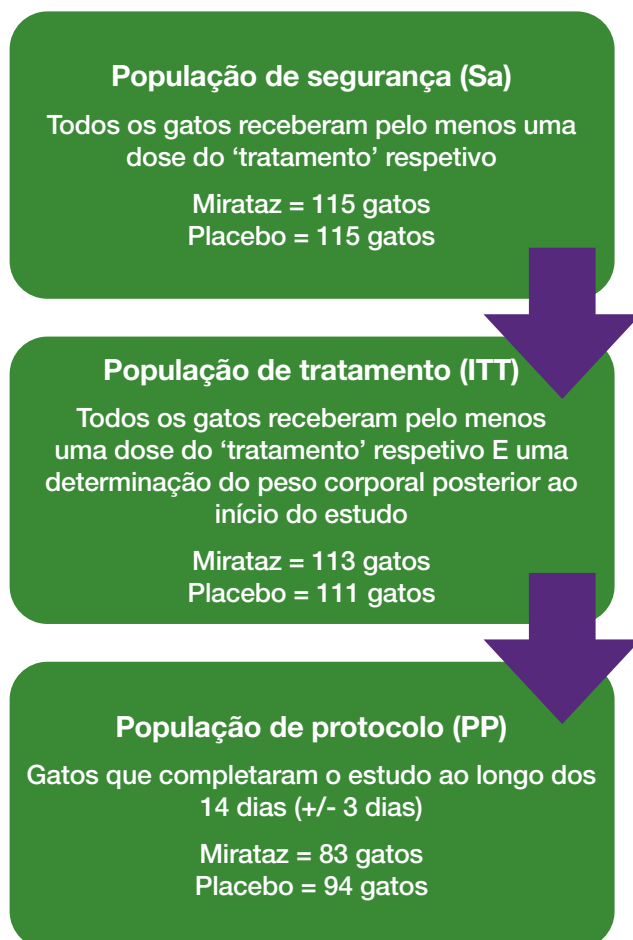 População de segurança (Sa)
Todos os gatos receberam pelo menos uma
dose do ‘tratamento’ respetivo
Mirataz = 115 gatos
Placebo = 115 gatos
População de tratamento (ITT)
Todos os gatos receberam pelo menos
uma dose do ‘tratamento’ respetivo E uma
determinação do peso corporal posterior ao
início do estudo
Mirataz = 113 gatos
Placebo = 111 gatos
População de protocolo (PP)
Gatos que completaram o estudo ao longo dos
14 dias (+/- 3 dias)
Mirataz = 83 gatos
Placebo = 94 gatos